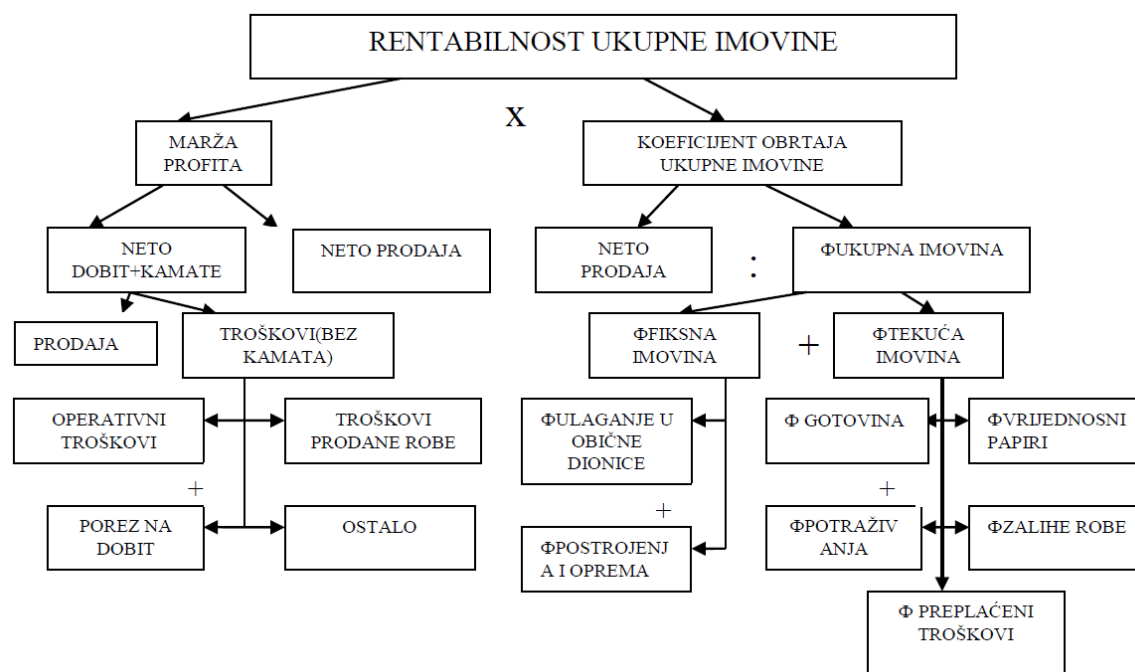 RENTABILNOST UKUPNE IMOVINE
X
MARŽA
PROFITA
KOEFICIJENT OBRTAJA
UKUPNE IMOVINE
NETO
DOBIT+KAMATE
NETO PRODAJA
NETO
PRODAJA
:
ΦUKUPNA IMOVINA
PRODAJA
TROŠKOVI(BEZ
KAMATA)
ΦFIKSNA
IMOVINA
+
ΦTEKUĆA
IMOVINA
OPERATIVNI
TROŠKOVI
TROŠKOVI
PRODANE ROBE
ΦULAGANJE U
OBIČNE
DIONICE
Φ GOTOVINA
ΦVRIJEDNOSNI
PAPIRI
+
+
+
POREZ NA
DOBIT
OSTALO
ΦPOSTROJENJ
A I OPREMA
ΦPOTRAŽIV
ANJA
ΦZALIHE ROBE
Φ PREPLAĆENI
TROŠKOVI